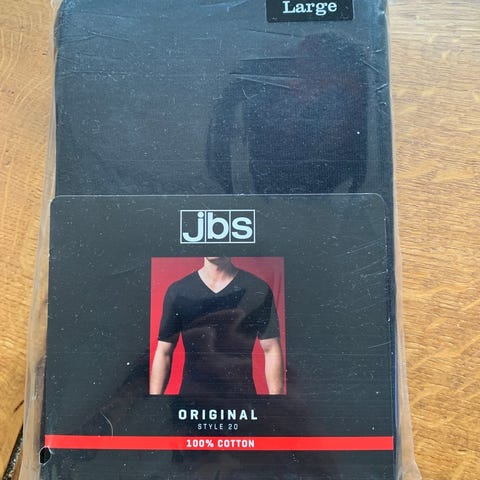 Large
jbs
ORIGINAL
STYLE 20
100% COTTON